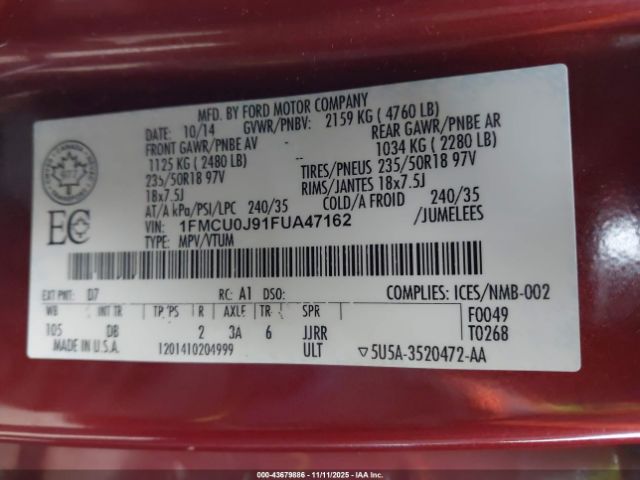 MFD. BY FORD MOTOR COMPANY
DATE: 10/14 GVWR/PNBV: 2159 KG ( 4760 LB)
FRONT GAWR/PNBE AV REAR GAWR/PNBE AR
1125 KG ( 2480 LB) 1034 KG ( 2280 LB)
235/50R18 97V TIRES/PNEUS 235/50R18 97V
18x7.5J RIMS/JANTES 18x7.5J
AT/A kPa/PSI/LPC 240/35 COLD/A FROID 240/35
VIN: 1FMCU0J91FUA47162 /JUMELEES
TYPE: MPV/VTUM
EC
EXT PNT: D7 RC: A1 DSO: COMPLIES: ICES/NMB-002
WB INT TR TP/PS R AXLE TR SPR F0049
105 DB 2 3A 6 JJRR T0268
1201410204999 ULT ▽5U5A-3520472-AA
000-43679886 - 11/11/2025 - IAA Inc.